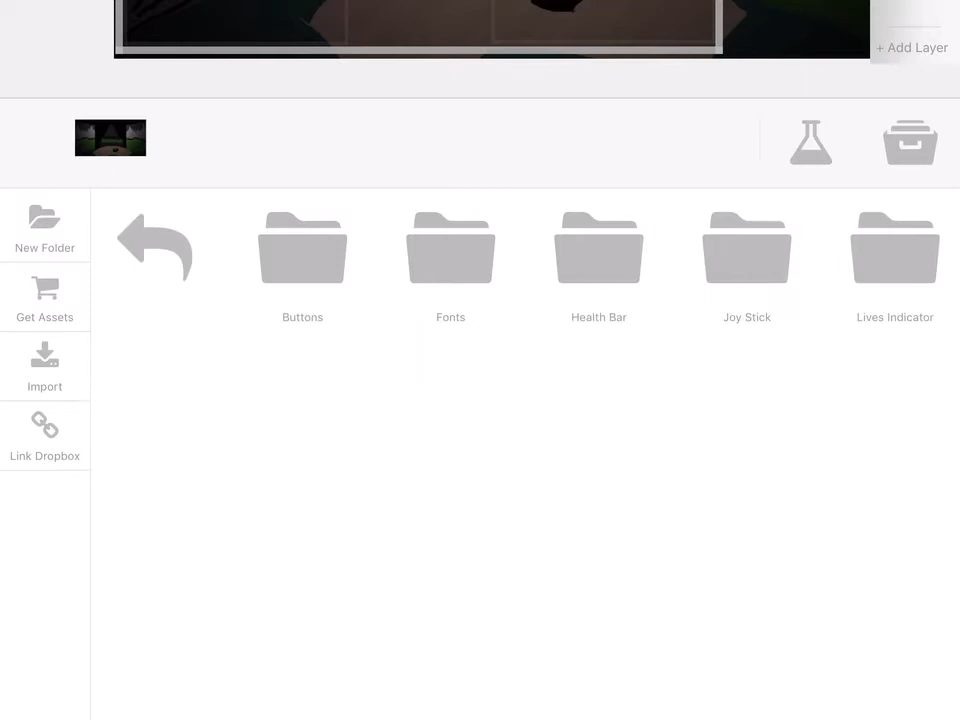 + Add Layer
New Folder
Get Assets
Import
Link Dropbox
Buttons
Fonts
Health Bar
Joy Stick
Lives Indicator